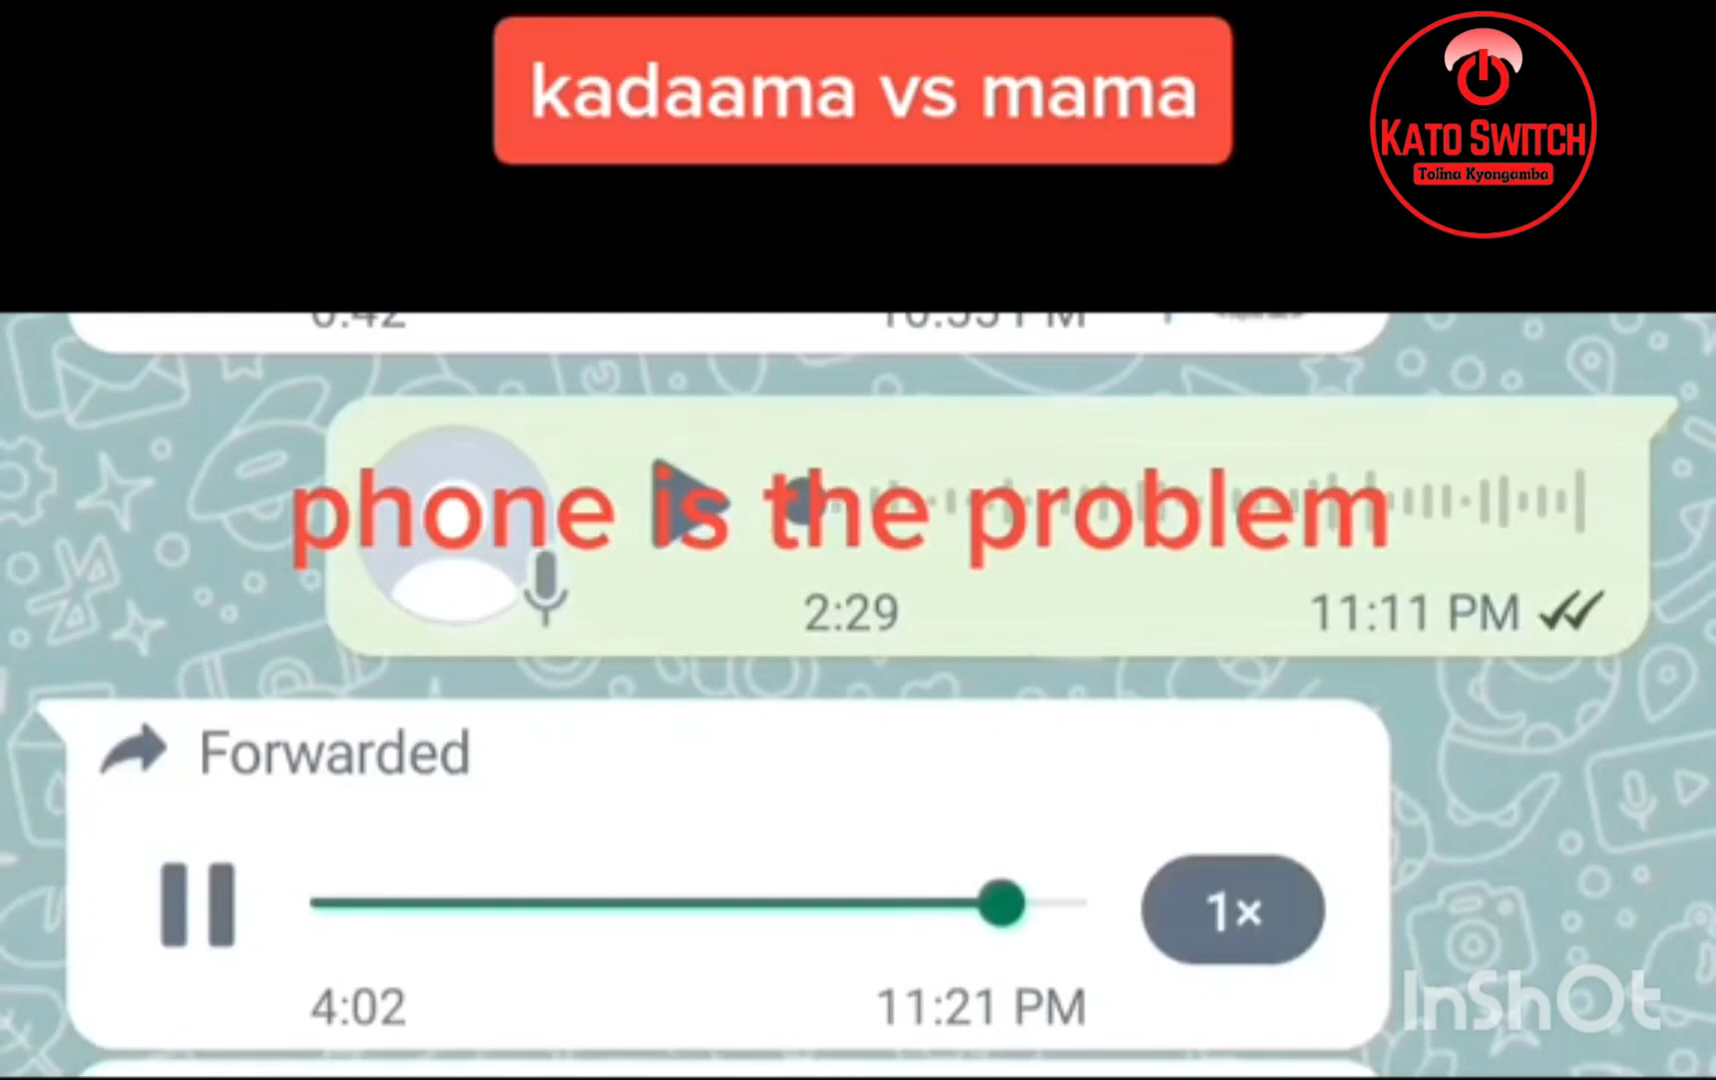 kadaama vs mama
KATO SWITCH
Tolina Kyongamba
phone is the problem
2:29
11:11 PM
Forwarded
1×
4:02
11:21 PM
InShOt